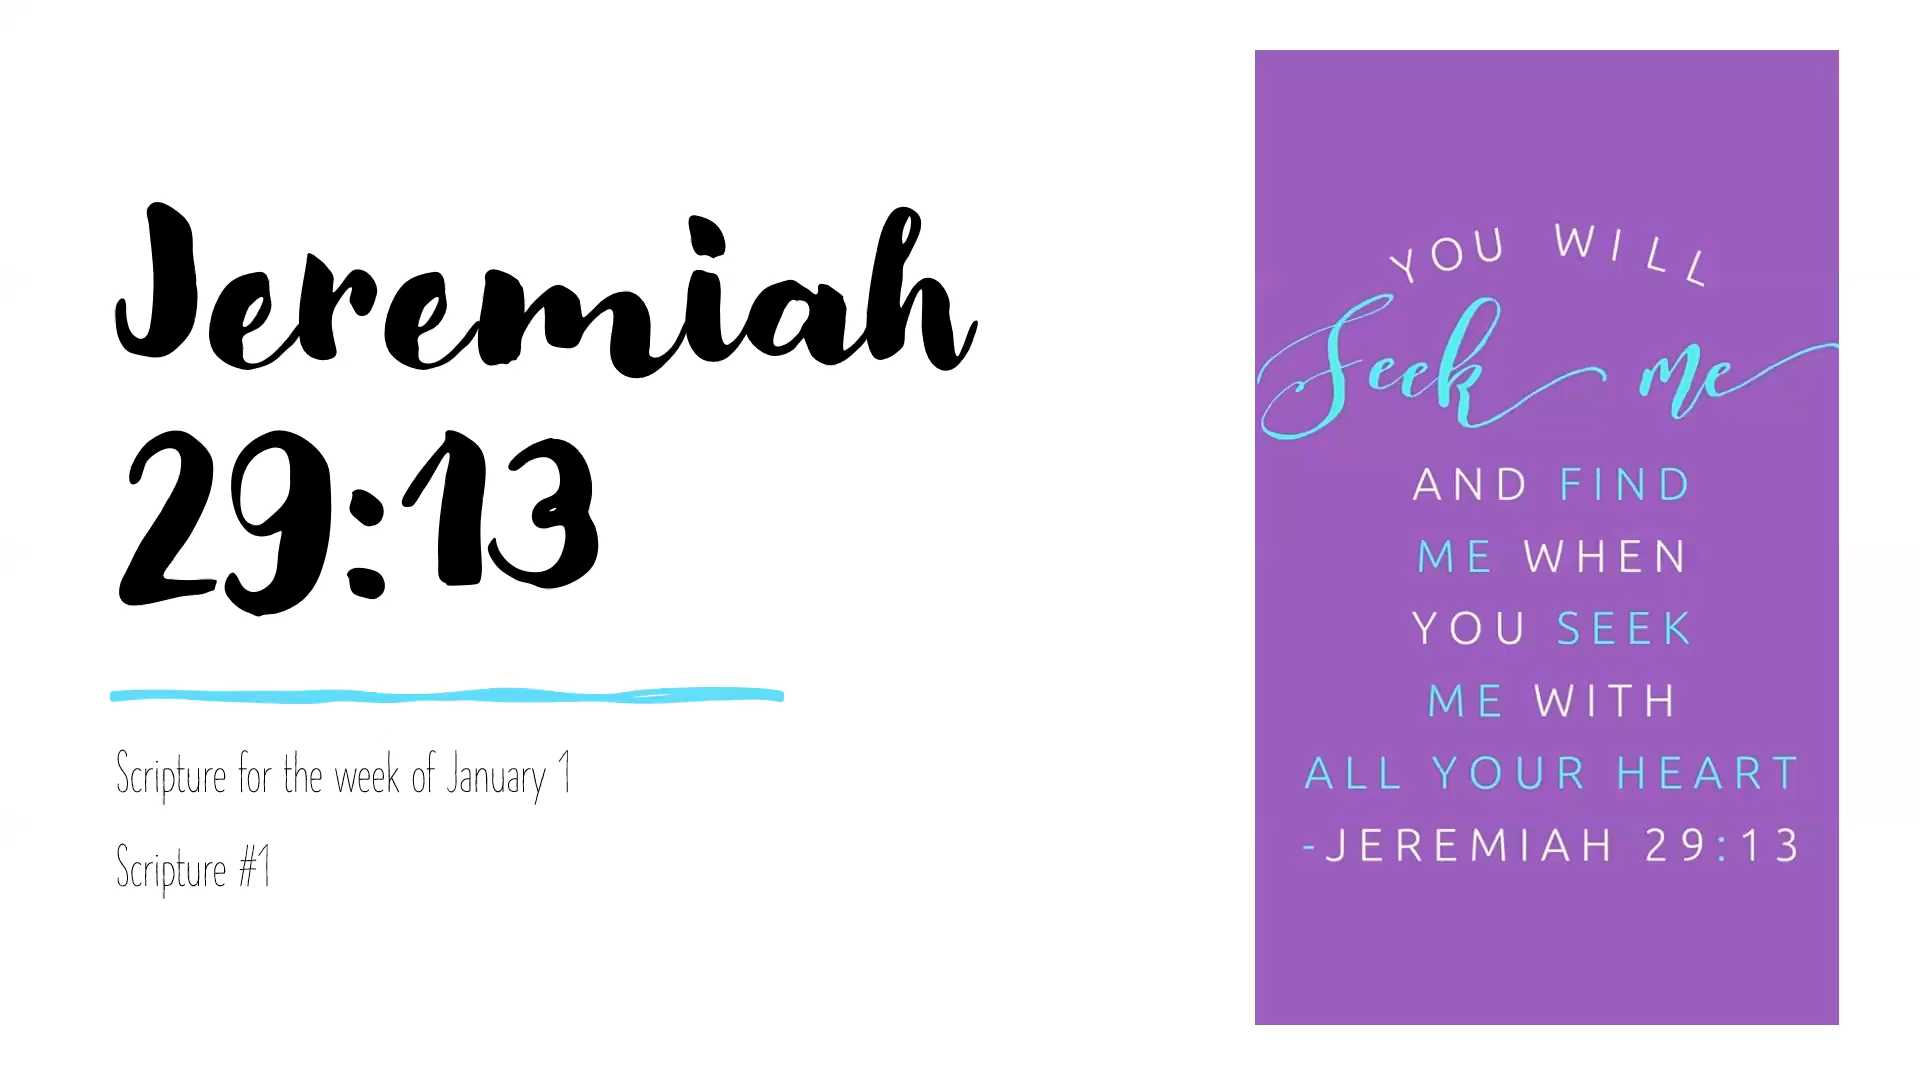 Jeremiah
29:13
Scripture for the week of January 1
Scripture #1
YOU WILL
Seek me
AND FIND
ME WHEN
YOU SEEK
ME WITH
ALL YOUR HEART
-JEREMIAH 29:13